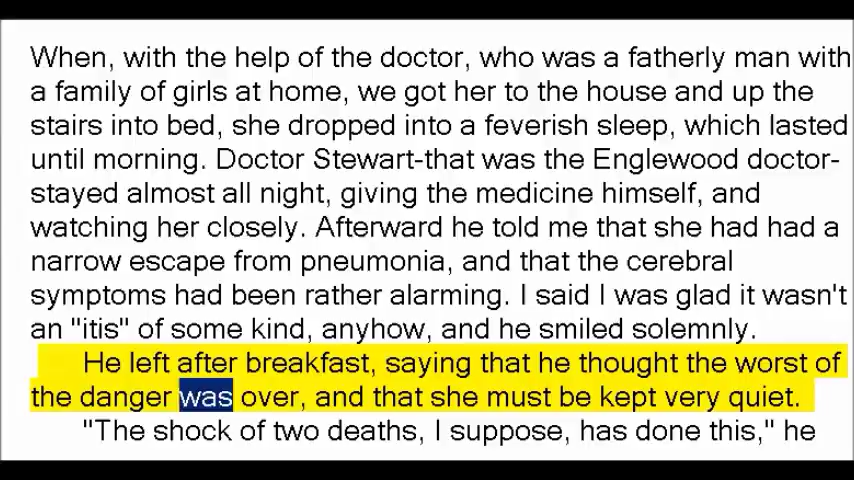 When, with the help of the doctor, who was a fatherly man with
a family of girls at home, we got her to the house and up the
stairs into bed, she dropped into a feverish sleep, which lasted
until morning. Doctor Stewart-that was the Englewood doctor-
stayed almost all night, giving the medicine himself, and
watching her closely. Afterward he told me that she had had a
narrow escape from pneumonia, and that the cerebral
symptoms had been rather alarming. I said I was glad it wasn't
an "itis" of some kind, anyhow, and he smiled solemnly.
He left after breakfast, saying that he thought the worst of
the danger was over, and that she must be kept very quiet.
"The shock of two deaths, I suppose, has done this," he